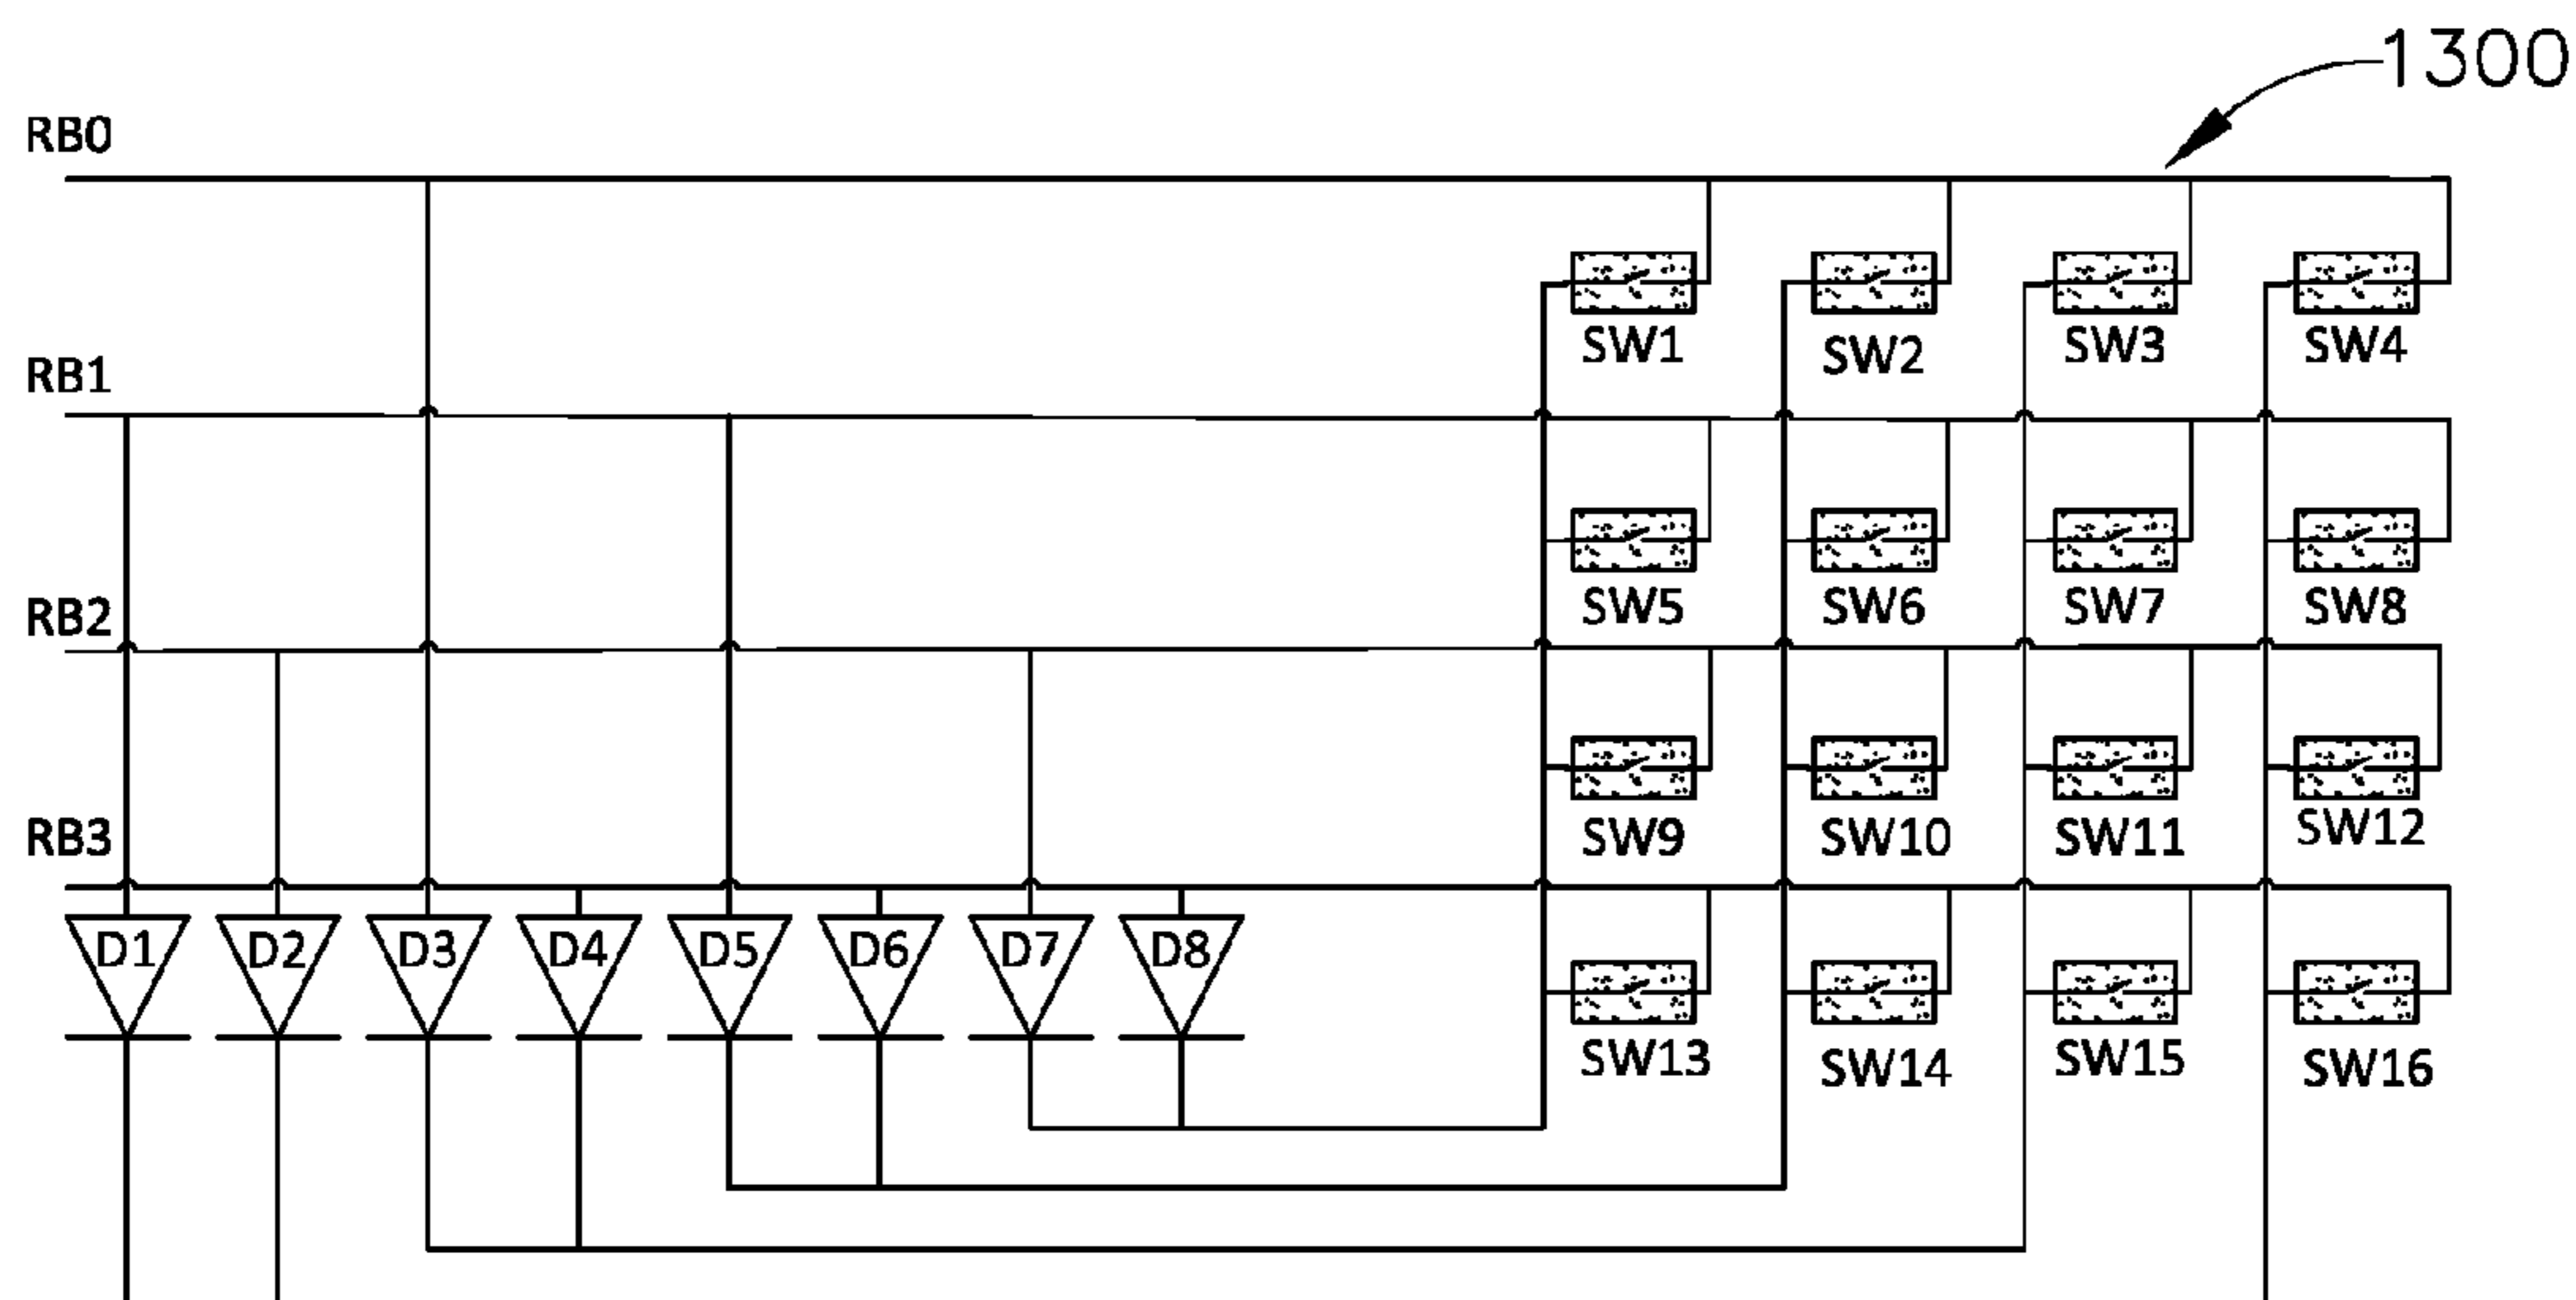 1300
RB0
SW1 SW2 SW3 SW4
RB1
SW5 SW6 SW7 SW8
RB2
SW9 SW10 SW11 SW12
RB3
D1 D2 D3 D4 D5 D6 D7 D8
SW13 SW14 SW15 SW16